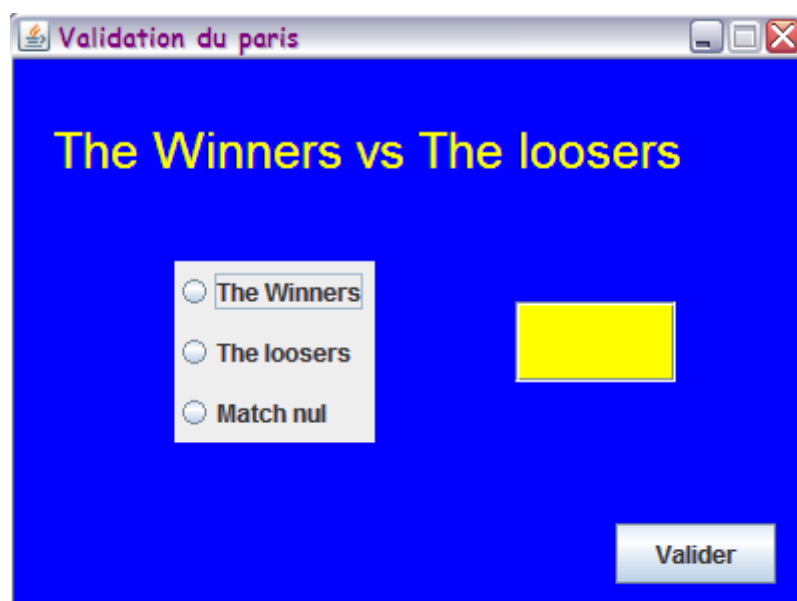 Validation du paris
The Winners vs The loosers
The Winners
The loosers
Match nul
Valider